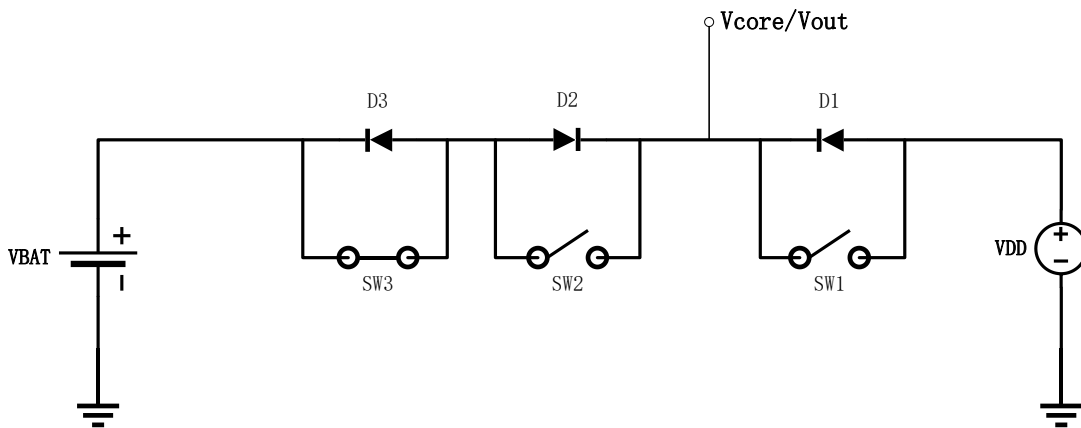 Vcore/Vout
D3
D2
D1
+
VBAT
−
SW3
SW2
SW1
VDD
+
−